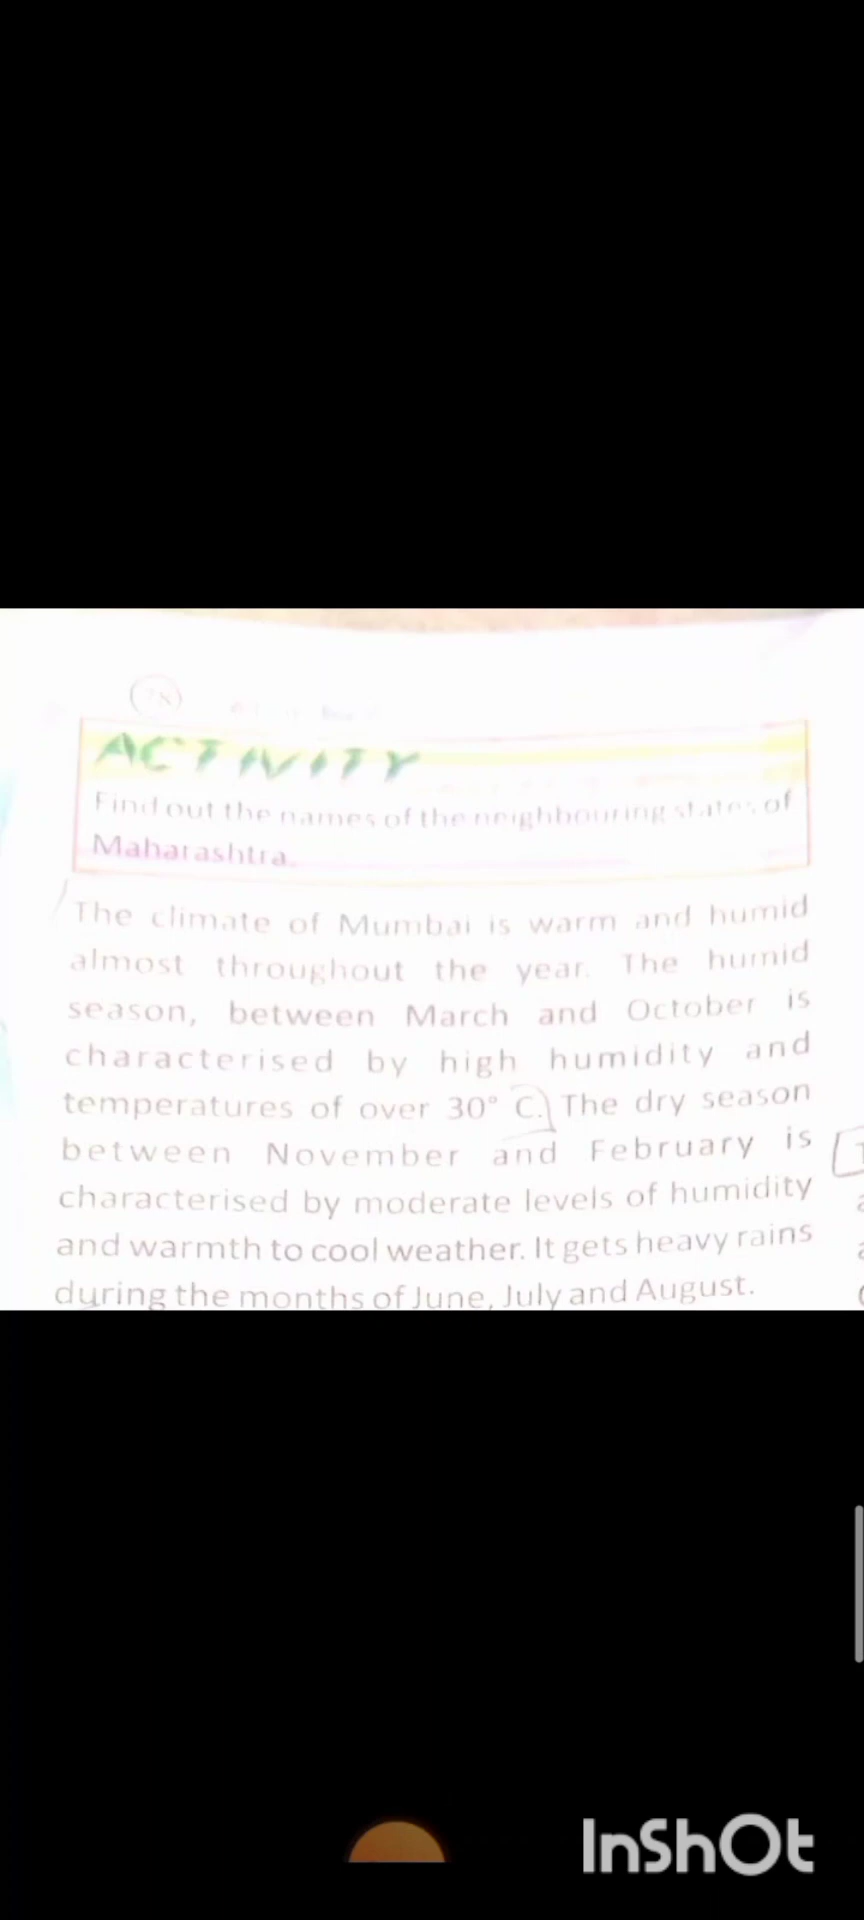 ACTIVITY
Find out the names of the neighbouring states of
Maharashtra.
The climate of Mumbai is warm and humid
almost throughout the year. The humid
season, between March and October is
characterised by high humidity and
temperatures of over 30° C. The dry season
between November and February is
characterised by moderate levels of humidity
and warmth to cool weather. It gets heavy rains
during the months of June, July and August.
InShOt